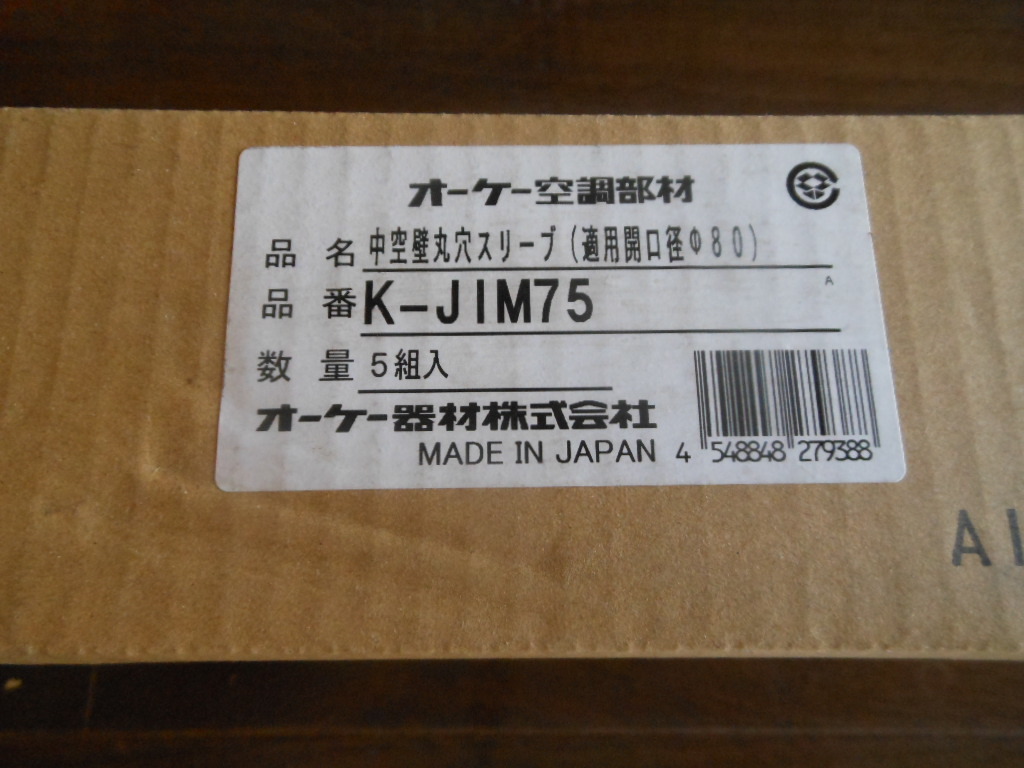 オーケー空調部材
品 名 中空壁丸穴スリーブ(適用開口径Φ80)
A
品 番 K-JIM75
数 量 5組入
オーケー器材株式会社
MADE IN JAPAN 4 548848 279388